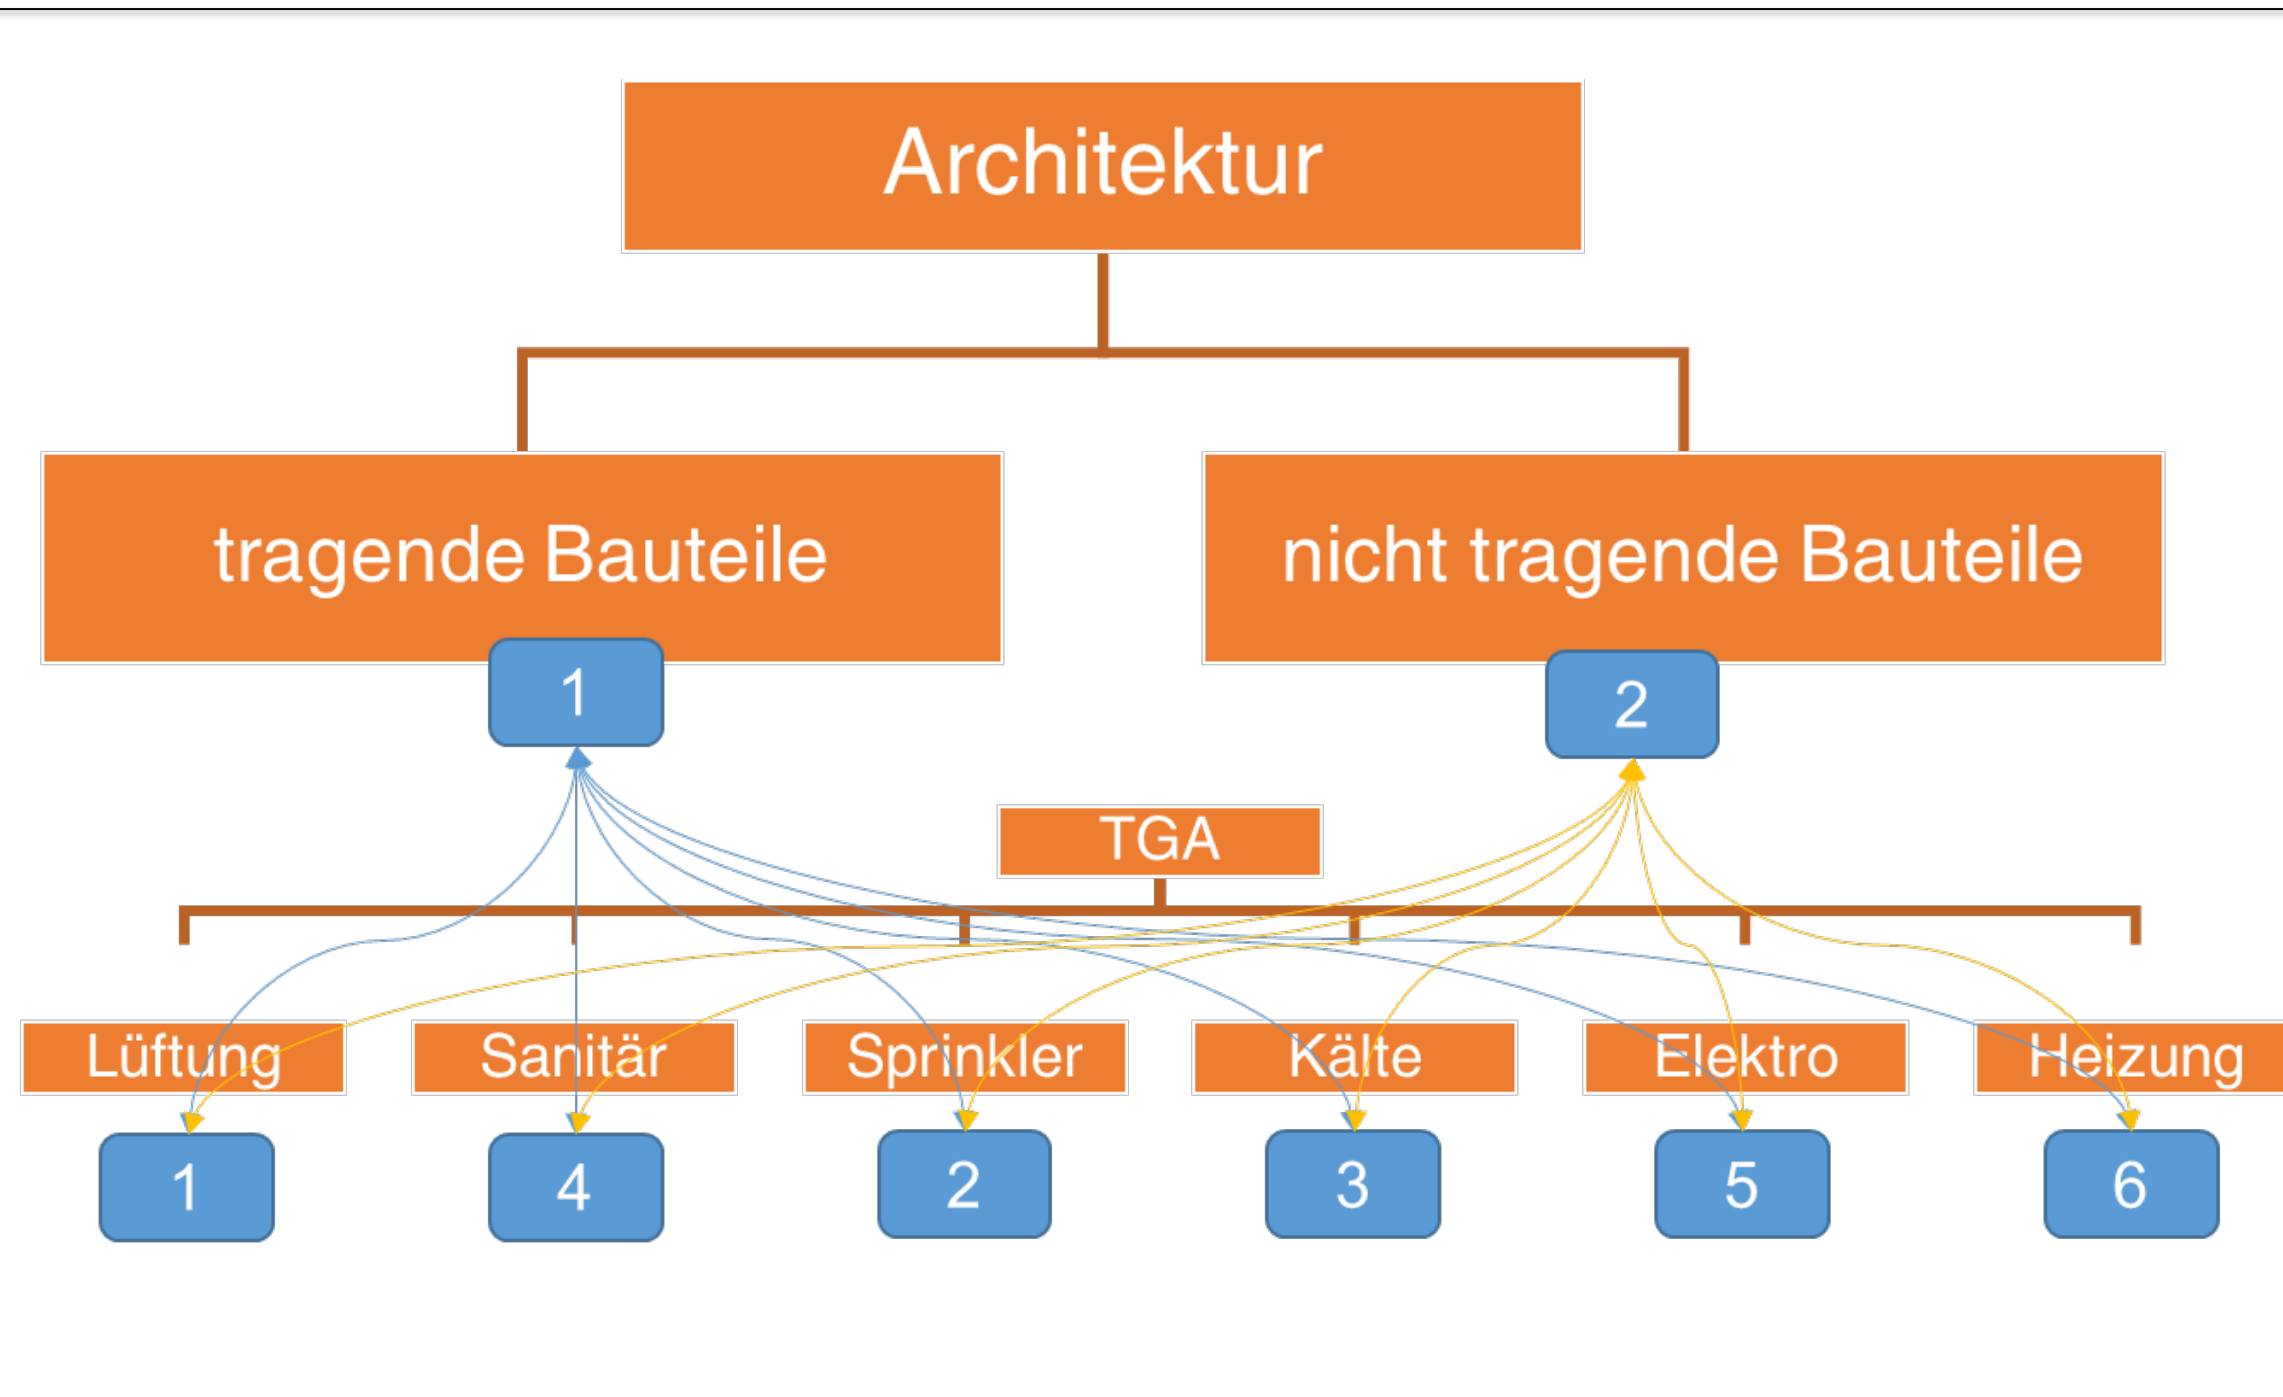 Architektur
tragende Bauteile
nicht tragende Bauteile
1
2
TGA
Lüftung
Sanitär
Sprinkler
Kälte
Elektro
Heizung
1
4
2
3
5
6